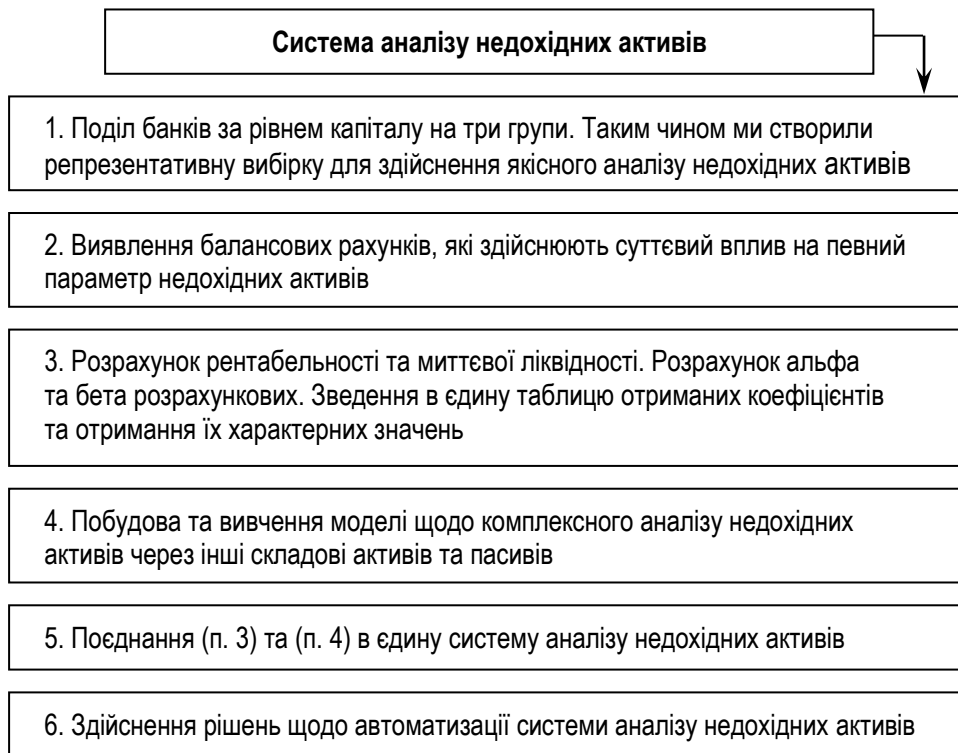 Система аналізу недохідних активів
1. Поділ банків за рівнем капіталу на три групи. Таким чином ми створили
репрезентативну вибірку для здійснення якісного аналізу недохідних активів
2. Виявлення балансових рахунків, які здійснюють суттєвий вплив на певний
параметр недохідних активів
3. Розрахунок рентабельності та миттєвої ліквідності. Розрахунок альфа
та бета розрахункових. Зведення в єдину таблицю отриманих коефіцієнтів
та отримання їх характерних значень
4. Побудова та вивчення моделі щодо комплексного аналізу недохідних
активів через інші складові активів та пасивів
5. Поєднання (п. 3) та (п. 4) в єдину систему аналізу недохідних активів
6. Здійснення рішень щодо автоматизації системи аналізу недохідних активів